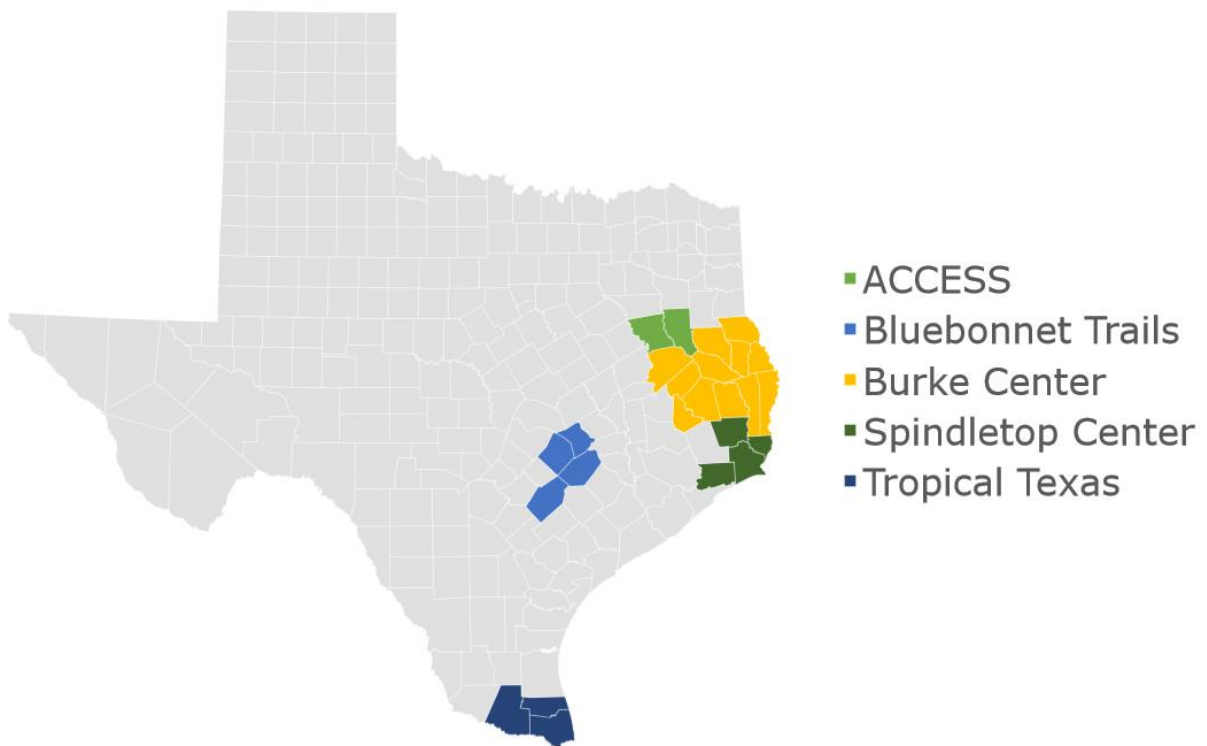 ACCESS
Bluebonnet Trails
Burke Center
Spindletop Center
Tropical Texas